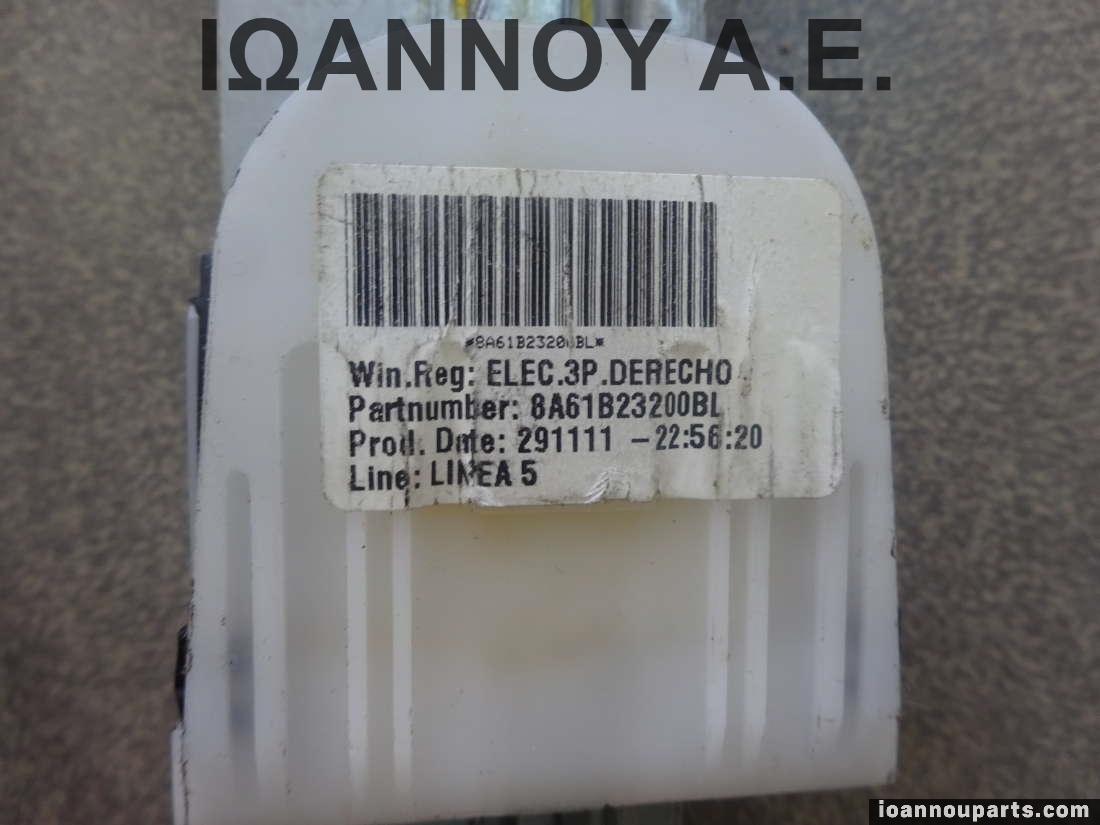 ΙΩΑΝΝΟΥ Α.Ε.
*8A61B23200BL*
Win.Reg: ELEC.3P.DERECHO
Partnumber: 8A61B23200BL
Prod. Date: 291111 -22:56:20
Line: LINEA 5
ioannouparts.com